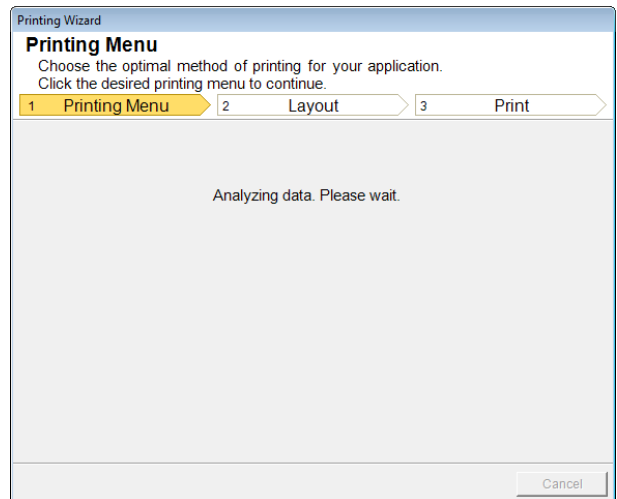 Printing Wizard
Printing Menu
Choose the optimal method of printing for your application.
Click the desired printing menu to continue.
1 Printing Menu 2 Layout 3 Print
Analyzing data. Please wait.
Cancel